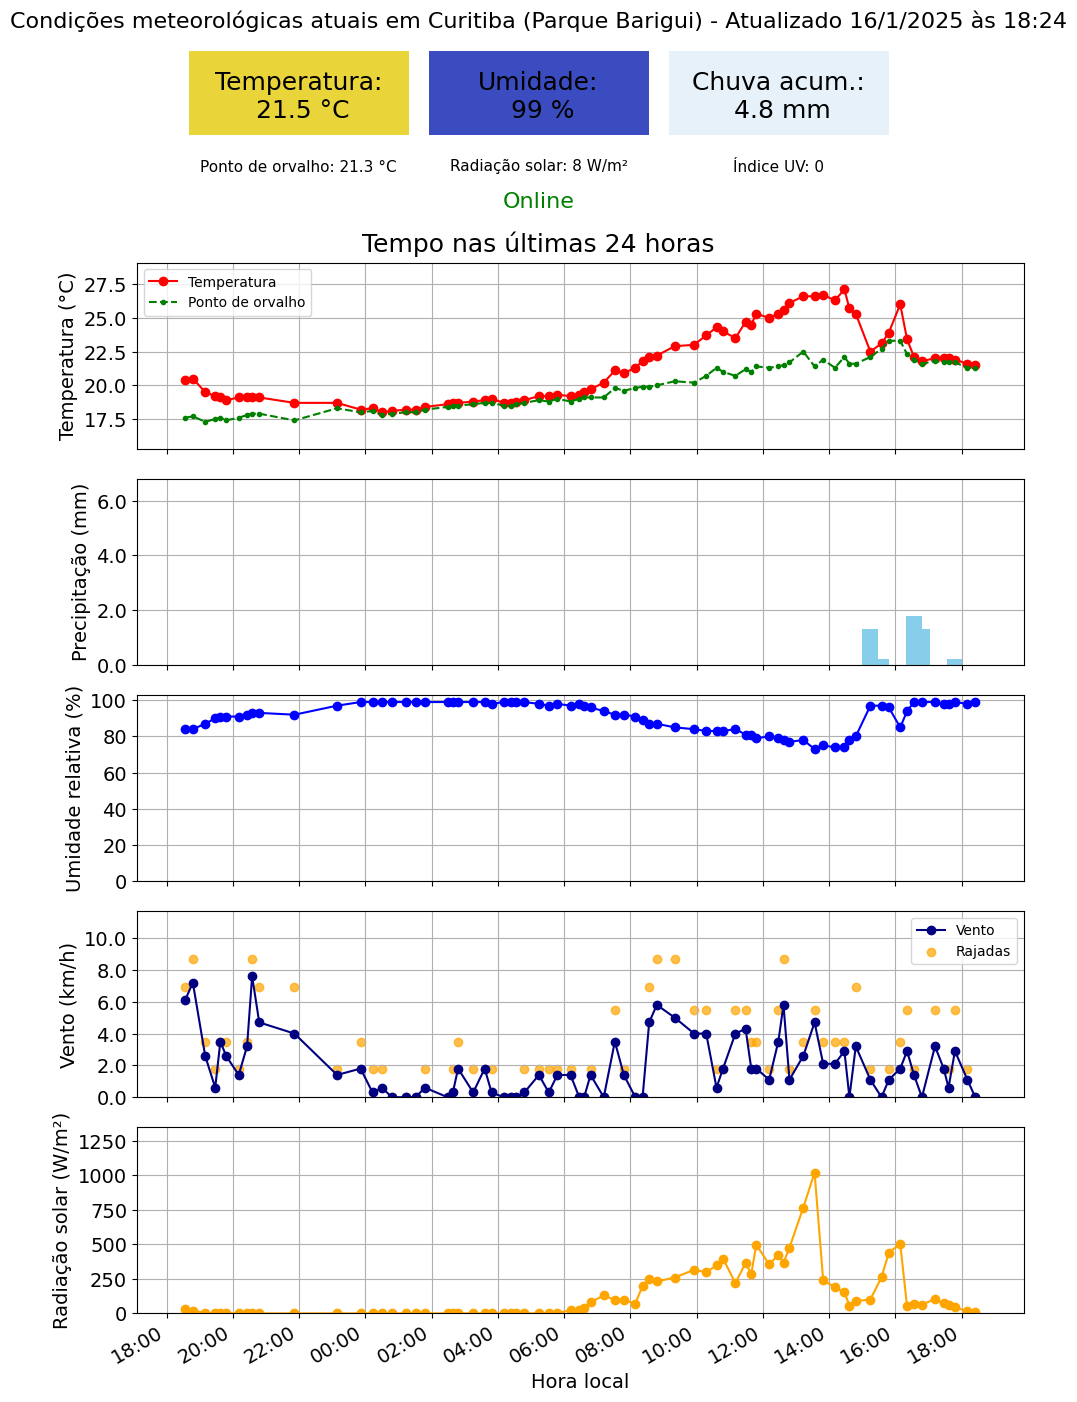 Condições meteorológicas atuais em Curitiba (Parque Barigui) - Atualizado 16/1/2025 às 18:24
Temperatura:
21.5 °C
Umidade:
99 %
Chuva acum.:
4.8 mm
Ponto de orvalho: 21.3 °C
Radiação solar: 8 W/m²
Índice UV: 0
Online
Tempo nas últimas 24 horas
Temperatura (°C)
27.5
25.0
22.5
20.0
17.5
Temperatura
Ponto de orvalho
Precipitação (mm)
6.0
4.0
2.0
0.0
Umidade relativa (%)
100
80
60
40
20
0
Vento (km/h)
10.0
8.0
6.0
4.0
2.0
0.0
Vento
Rajadas
Radiação solar (W/m²)
1250
1000
750
500
250
0
18:00
20:00
22:00
00:00
02:00
04:00
06:00
08:00
10:00
12:00
14:00
16:00
18:00
Hora local